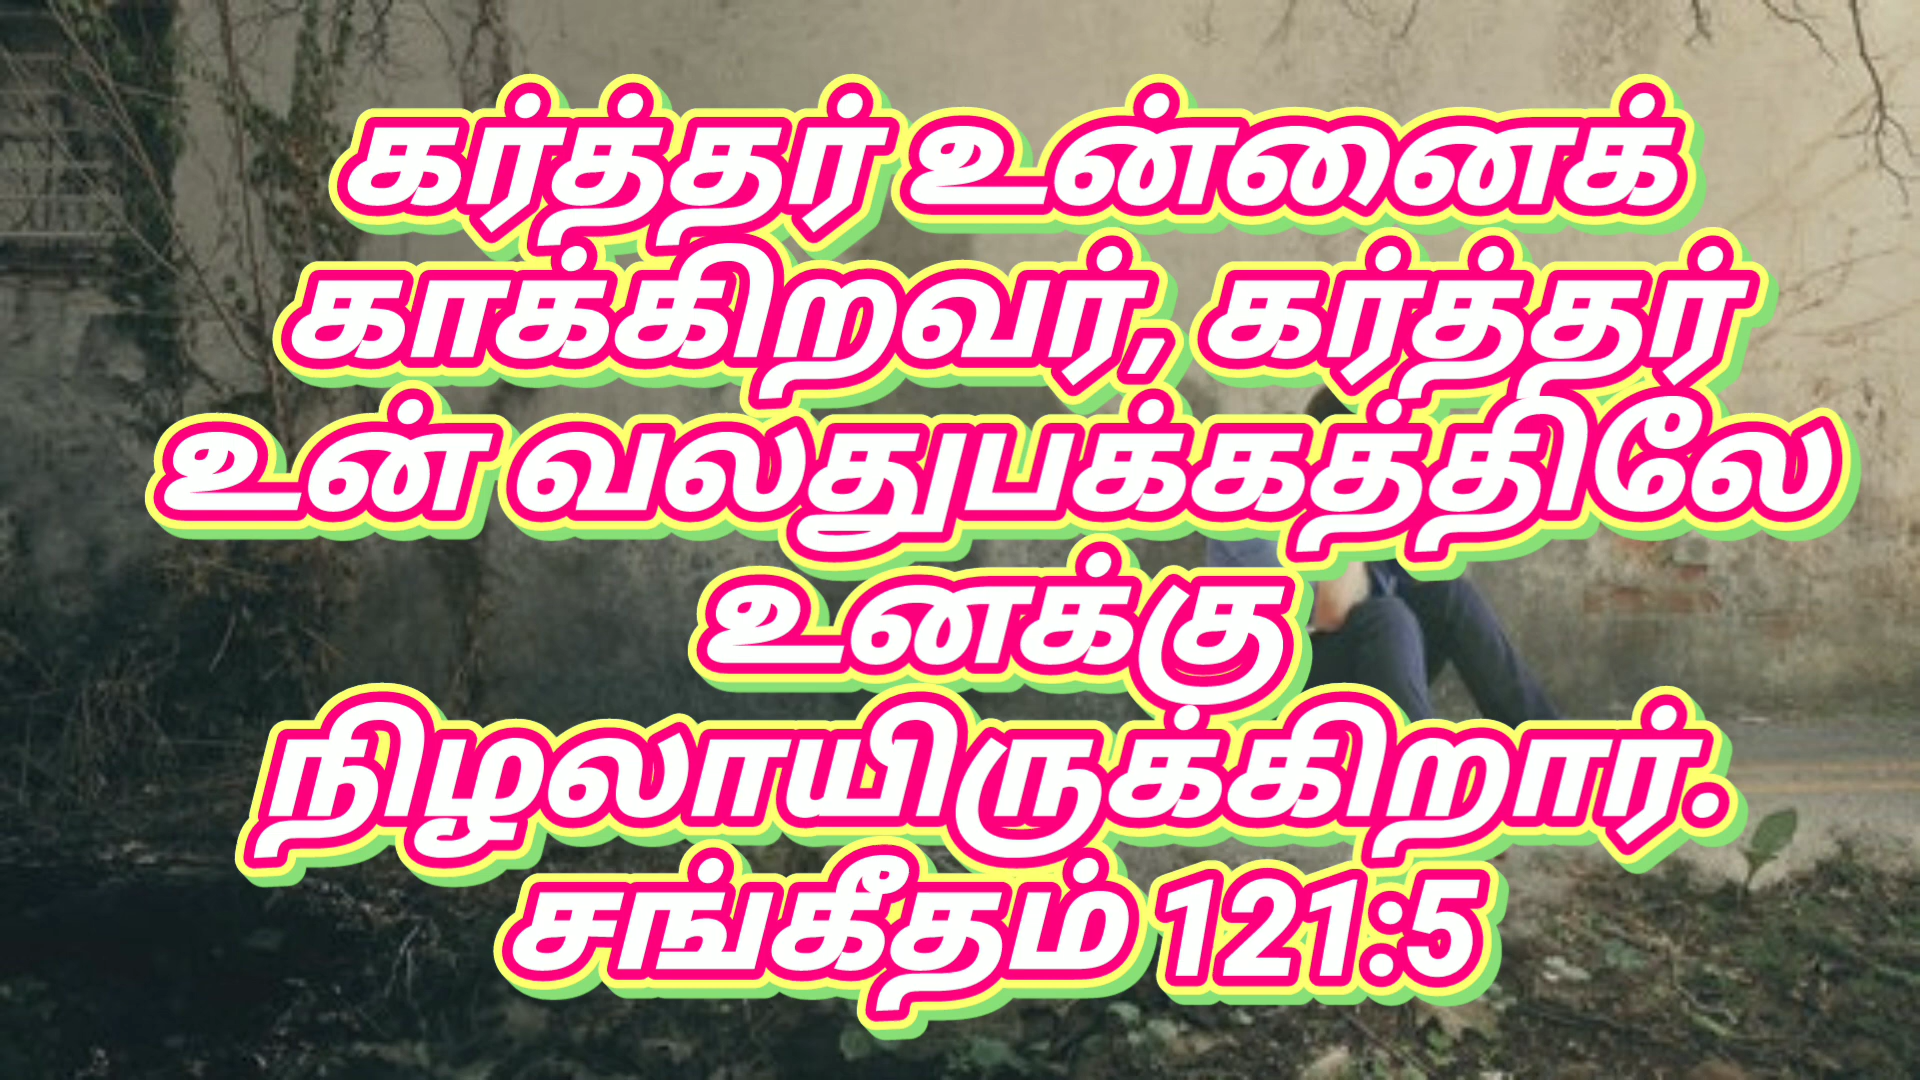 கர்த்தர் உன்னைக்
காக்கிறவர், கர்த்தர்
உன் வலதுபக்கத்திலே
உனக்கு
நிழலாயிருக்கிறார்.
சங்கீதம் 121:5